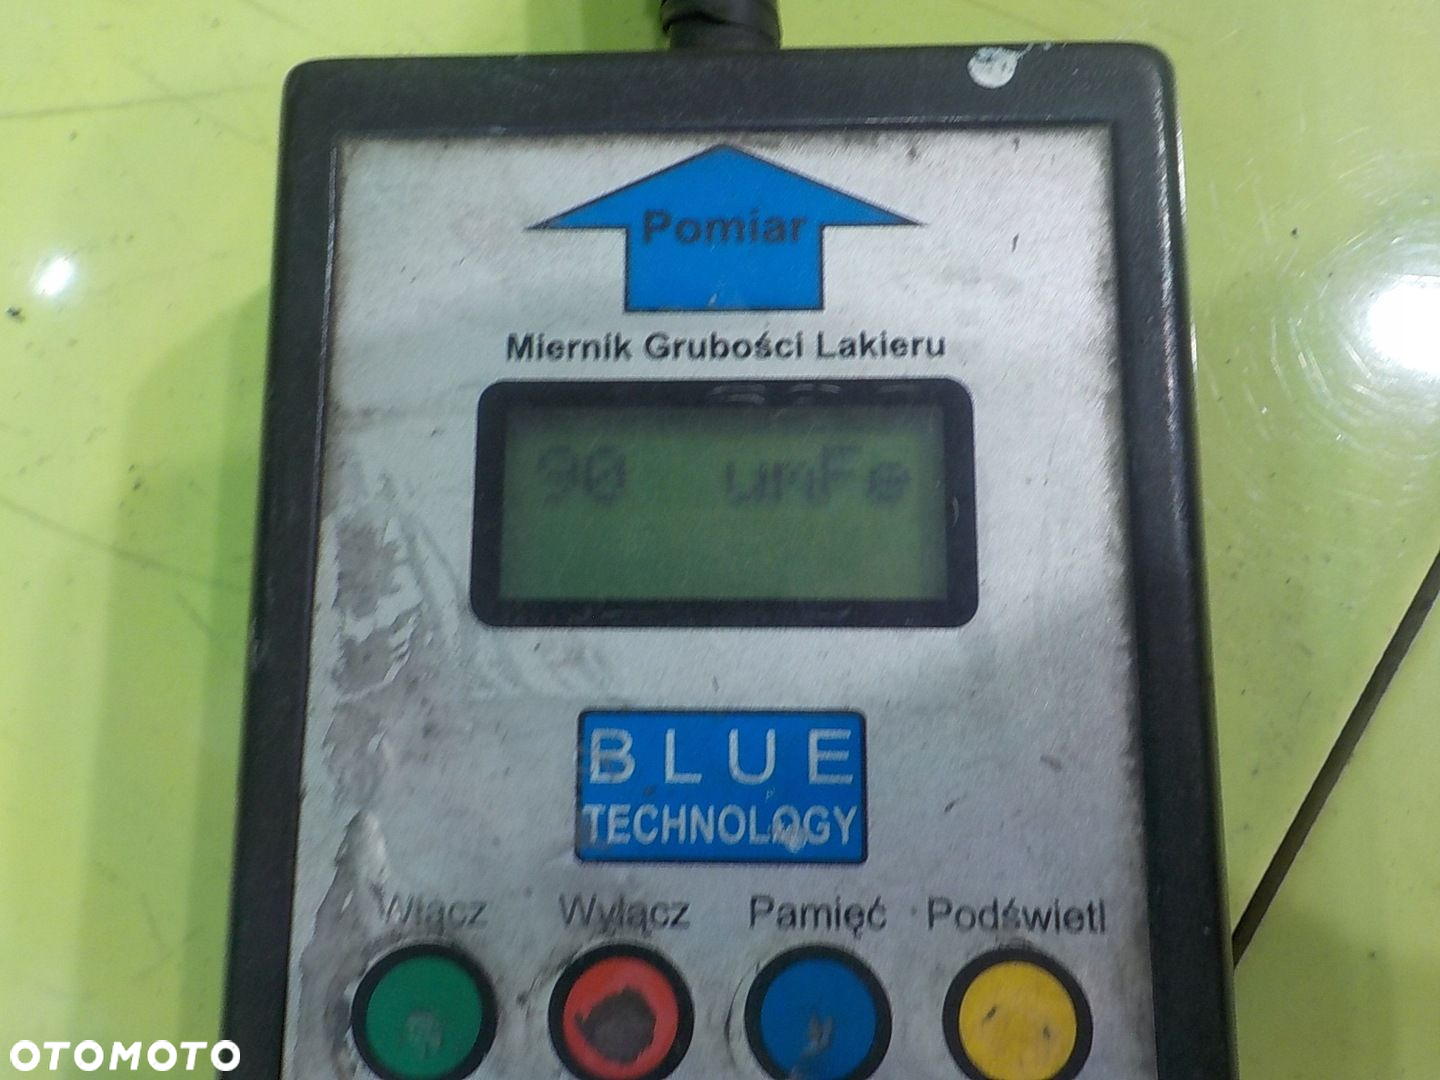 Pomiar
Miernik Grubości Lakieru
90 umFe
BLUE
TECHNOLOGY
Włącz Wyłącz Pamięć Podświetl
OTOMOTO